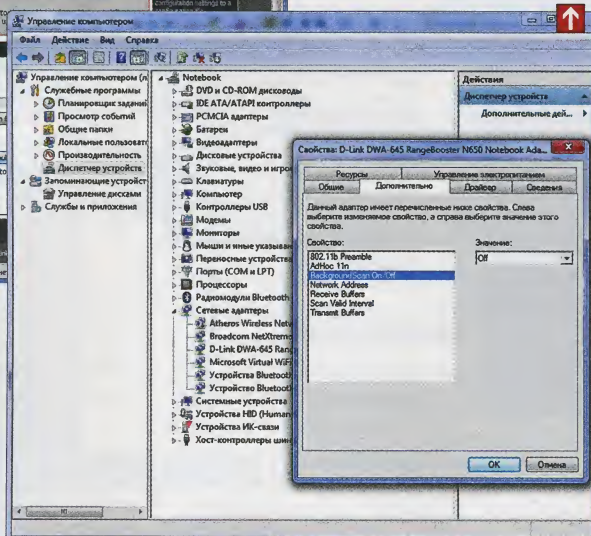 Управление компьютером
Файл Действие Вид Справка
Управление компьютером (л
Служебные программы
Планировщик заданий
Просмотр событий
Общие папки
Локальные пользовате
Производительность
Диспетчер устройств
Запоминающие устройст
Управление дисками
Службы и приложения
Notebook
DVD и CD-ROM дисководы
IDE ATA/ATAPI контроллеры
PCMCIA адаптеры
Батареи
Видеоадаптеры
Дисковые устройства
Звуковые, видео и игро
Клавиатуры
Компьютер
Контроллеры USB
Модемы
Мониторы
Мыши и иные указыван
Переносные устройства
Порты (COM и LPT)
Процессоры
Радиомодули Bluetooth
Сетевые адаптеры
Atheros Wireless Netw
Broadcom NetXtreme
D-Link DWA-645 Rang
Microsoft Virtual WiFi
Устройства Bluetooth
Устройство Bluetooth
Системные устройства
Устройства HID (Human
Устройства ИК-связи
Хост-контроллеры шин
Действия
Диспетчер устройств
Дополнительные дей...
Свойства: D-Link DWA-645 RangeBooster N650 Notebook Ada...
Ресурсы Управление электропитанием
Общие Дополнительно Драйвер Сведения
Данный адаптер имеет перечисленные ниже свойства. Слева
выберите изменяемое свойство, а справа выберите значение этого
свойства.
Свойство: Значение:
802.11b Preamble
AdHoc 11n
Background Scan On/Off
Network Address
Receive Buffers
Scan Valid Interval
Transmit Buffers
Off
OK Отмена